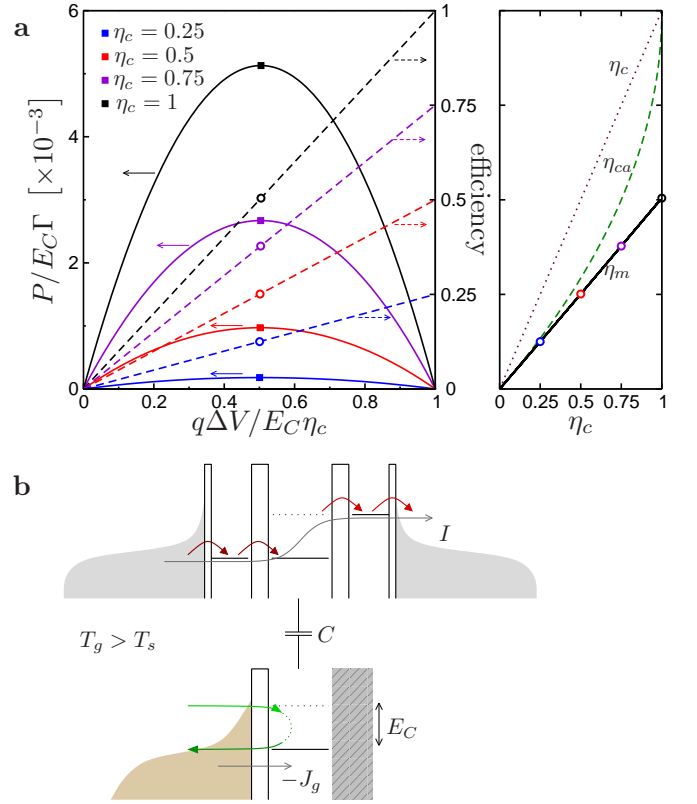 a
P/E_CΓ [×10⁻³]
6
4
2
0
η_c = 0.25
η_c = 0.5
η_c = 0.75
η_c = 1
0 0.2 0.4 0.6 0.8 1
qΔV/E_Cη_c
1
0.75
0.5
0.25
0
efficiency
η_c
η_ca
η_m
0.25 0.5 0.75 1
η_c
b
I
T_g > T_s
C
E_C
−J_g